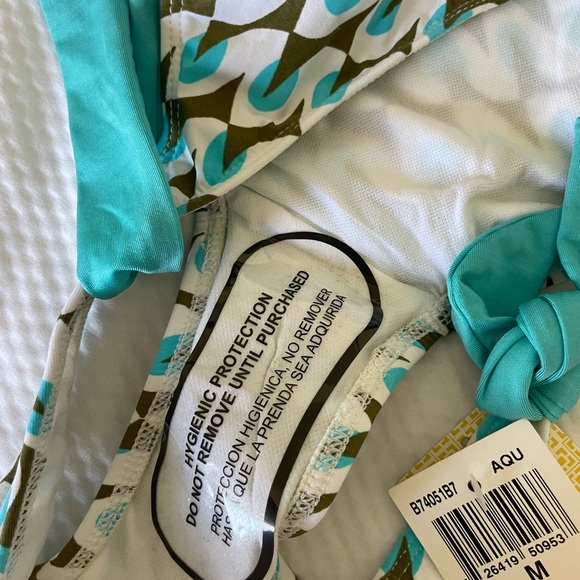 HYGIENIC PROTECTION
DO NOT REMOVE UNTIL PURCHASED
PROTECCION HIGIENICA, NO REMOVER
QUE LA PRENDA SEA ADQUIRIDA
B74051B7
AQU
26419 50953
M